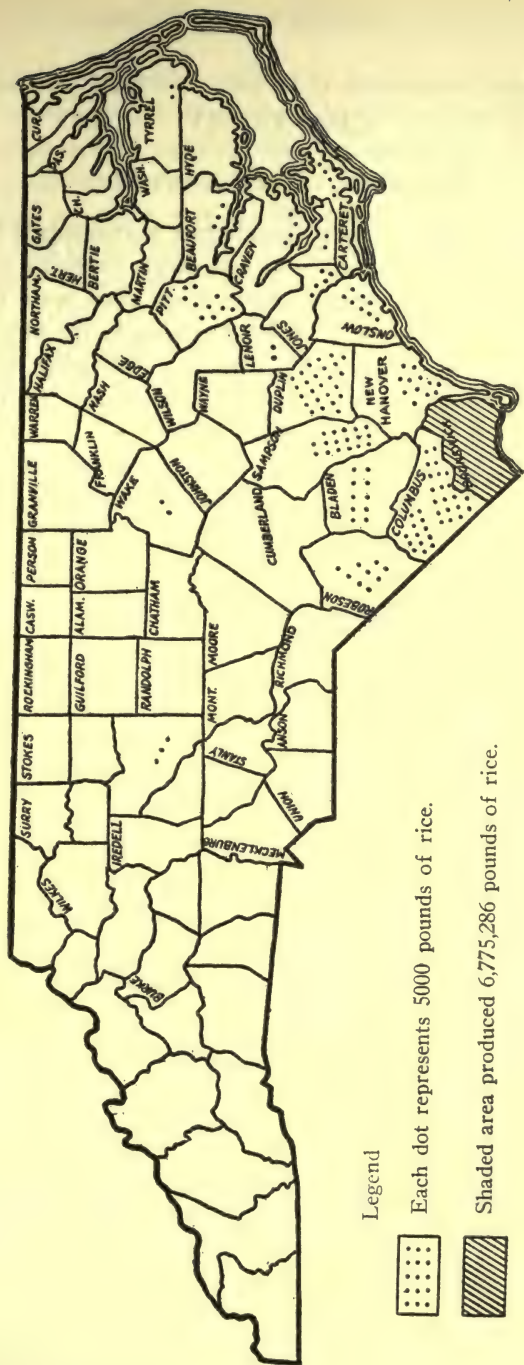 CUR.
PAS.
GATES
CH.
HERT.
NORTHAM
BERTIE
TYRREL
WASH.
MARTIN
HALIFAX
WARREN
HYDE
BEAUFORT
PITT.
EDGE.
NASH
FRANKLIN
GRANVILLE
PERSON
CASW.
ROCKINGHAM
STOKES
SURRY
WILKES
CRAVEN
CARTERET
JONES
LENOIR
WILSON
WAYNE
JOHNSTON
WAKE
ORANGE
ALAM.
GUILFORD
CHATHAM
RANDOLPH
IREDELL
BURKE
ONSLOW
DUPLIN
SAMPSON
NEW
HANOVER
CUMBERLAND
BLADEN
COLUMBUS
BRUNSWICK
ROBESON
MOORE
MONT.
RICHMOND
STANLY
ANSON
UNION
MECKLENBURG
Legend
Each dot represents 5000 pounds of rice.
Shaded area produced 6,775,286 pounds of rice.